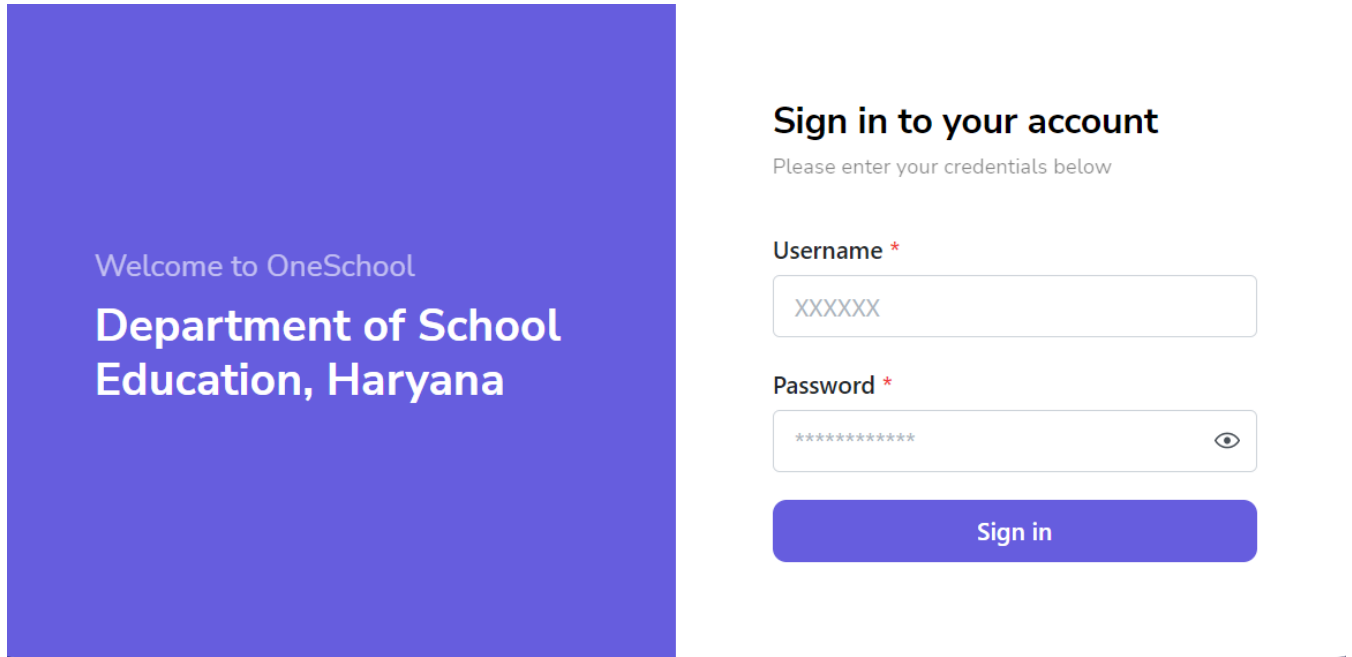 Welcome to OneSchool
Department of School
Education, Haryana
Sign in to your account
Please enter your credentials below
Username *
XXXXXX
Password *
************
Sign in